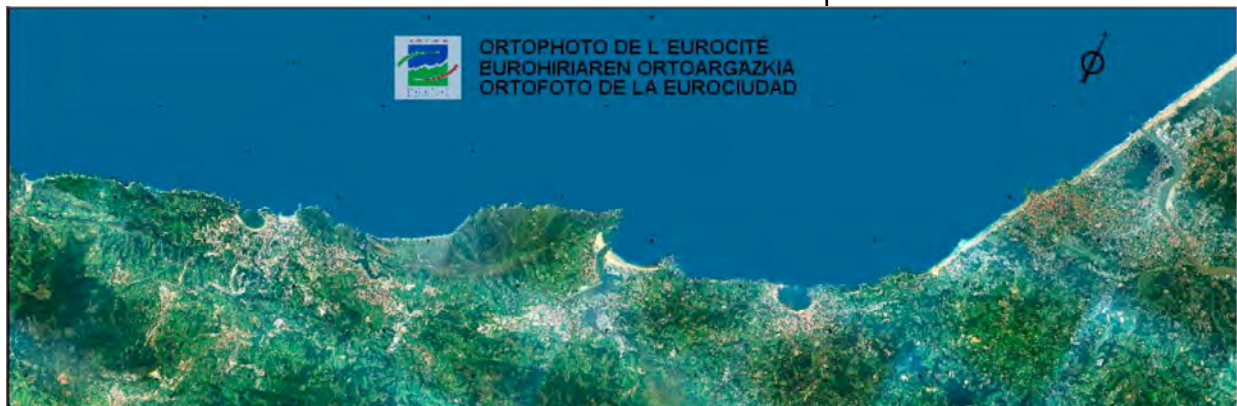 ORTOPHOTO DE L'EUROCITÉ
EUROHIRIAREN ORTOARGAZKIA
ORTOFOTO DE LA EUROCIUDAD